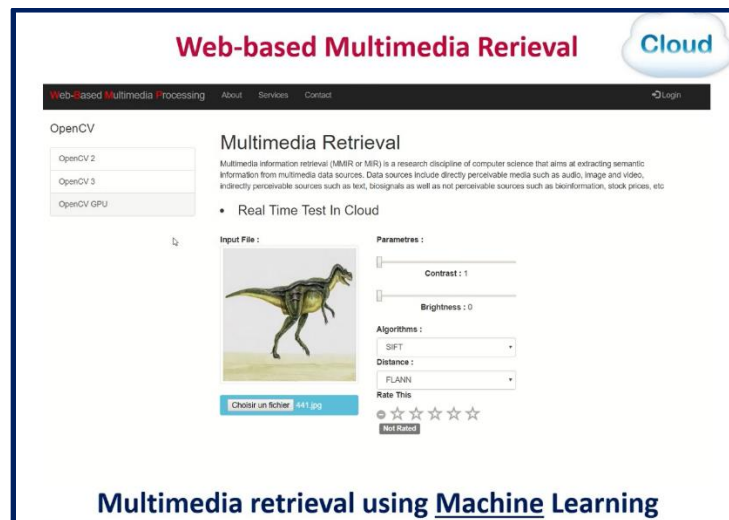 Web-based Multimedia Rerieval
Cloud
Web-Based Multimedia Processing About Services Contact Login
OpenCV
OpenCV 2
OpenCV 3
OpenCV GPU
Multimedia Retrieval
Multimedia information retrieval (MMIR or MIR) is a research discipline of computer science that aims at extracting semantic
information from multimedia data sources. Data sources include directly perceivable media such as audio, image and video,
indirectly perceivable sources such as text, biosignals as well as not perceivable sources such as bioinformation, stock prices, etc
• Real Time Test In Cloud
Input File :
Choisir un fichier 441.jpg
Parametres :
Contrast : 1
Brightness : 0
Algorithms :
SIFT
Distance :
FLANN
Rate This
Not Rated
Multimedia retrieval using Machine Learning